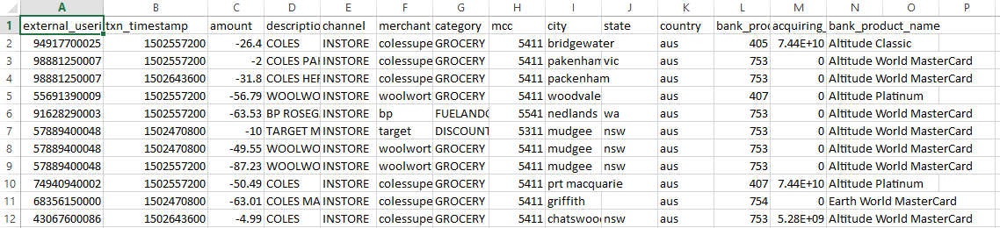 A B C D E F G H I J K L M N O P
1 external_useri txn_timestamp amount descriptio channel merchant category mcc city state country bank_proc acquiring_ bank_product_name
2 94917700025 1502557200 -26.4 COLES INSTORE colessupe GROCERY 5411 bridgewater aus 405 7.44E+10 Altitude Classic
3 98881250007 1502557200 -2 COLES PA INSTORE colessupe GROCERY 5411 pakenham vic aus 753 0 Altitude World MasterCard
4 98881250007 1502643600 -31.8 COLES HE INSTORE colessupe GROCERY 5411 packenham aus 753 0 Altitude World MasterCard
5 55691390009 1502557200 -56.79 WOOLWO INSTORE woolwort GROCERY 5411 woodvale aus 407 0 Altitude Platinum
6 91628290003 1502557200 -63.53 BP ROSEG INSTORE bp FUELAND 5541 nedlands wa aus 753 0 Altitude World MasterCard
7 57889400048 1502470800 -10 TARGET M INSTORE target DISCOUNT 5311 mudgee nsw aus 753 0 Altitude World MasterCard
8 57889400048 1502470800 -49.55 WOOLWO INSTORE woolwort GROCERY 5411 mudgee nsw aus 753 0 Altitude World MasterCard
9 57889400048 1502557200 -87.23 WOOLWO INSTORE woolwort GROCERY 5411 mudgee nsw aus 753 0 Altitude World MasterCard
10 74940940002 1502557200 -50.49 COLES INSTORE colessupe GROCERY 5411 prt macquarie aus 407 7.44E+10 Altitude Platinum
11 68356150000 1502470800 -63.01 COLES MA INSTORE colessupe GROCERY 5411 griffith aus 754 0 Earth World MasterCard
12 43067600086 1502643600 -4.99 COLES INSTORE colessupe GROCERY 5411 chatswoo nsw aus 753 5.28E+09 Altitude World MasterCard